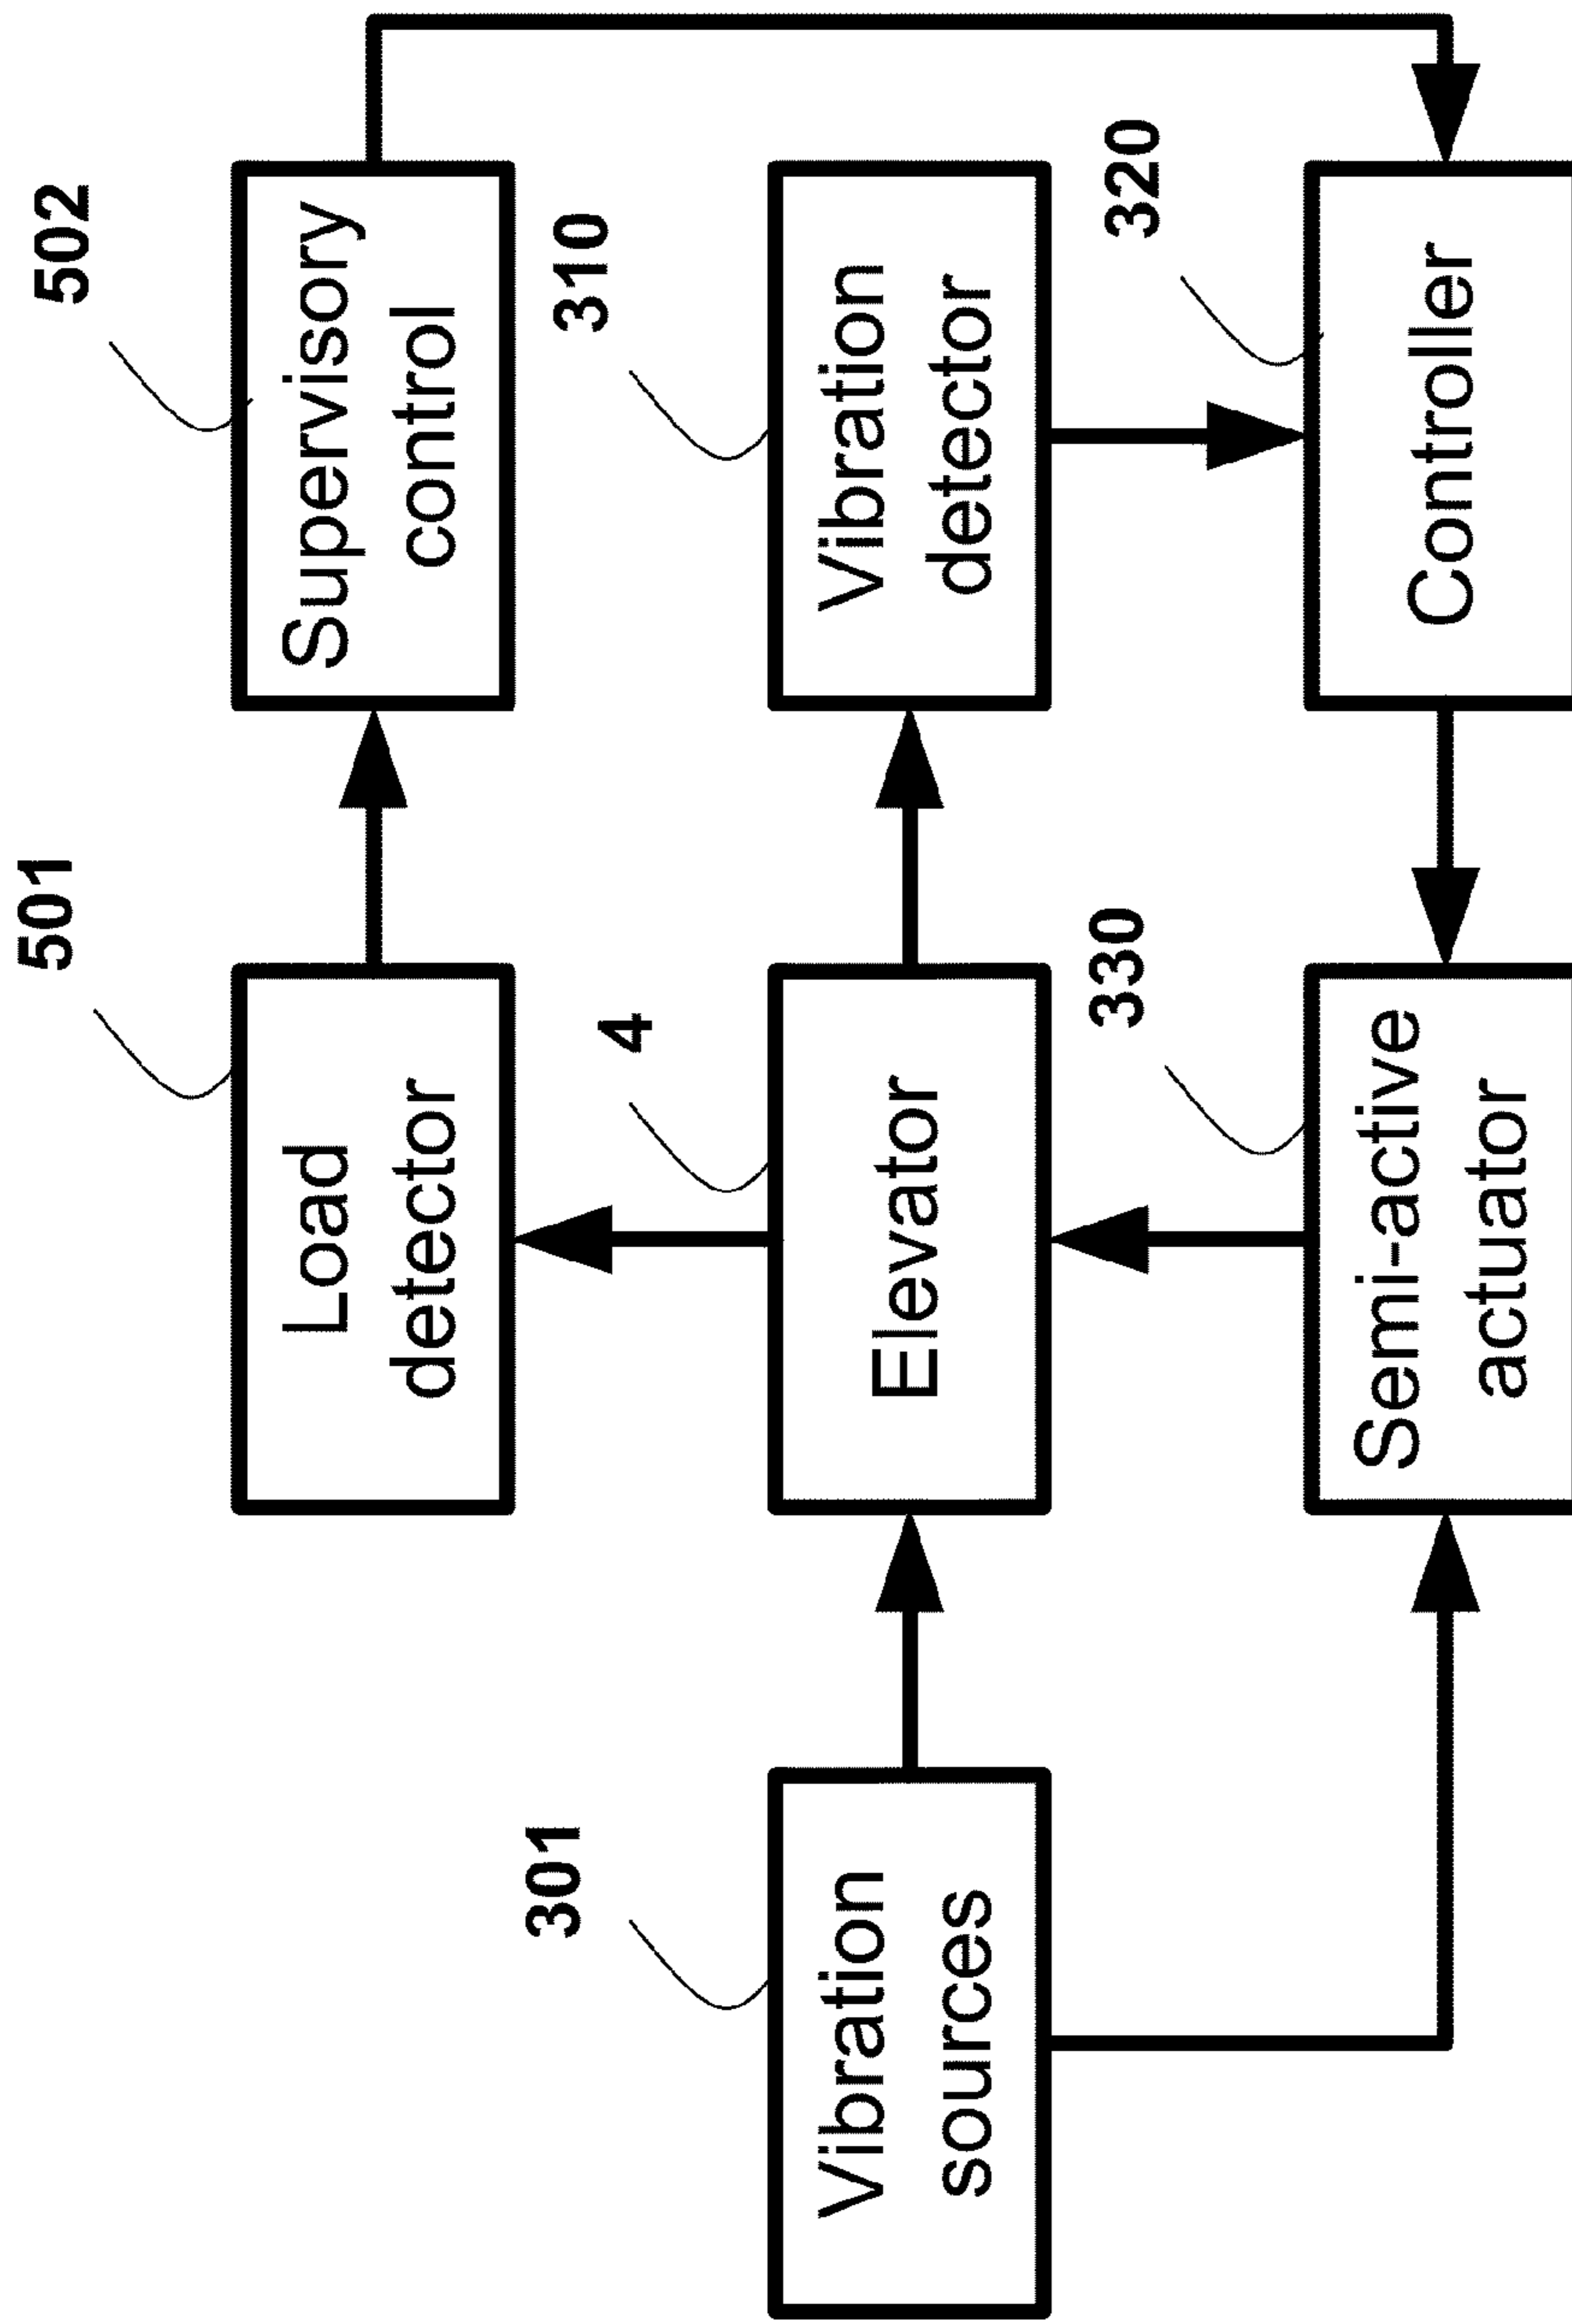 501
502
Load
detector
Supervisory
control
301
4
310
Vibration
sources
Elevator
Vibration
detector
330
320
Semi-active
actuator
Controller